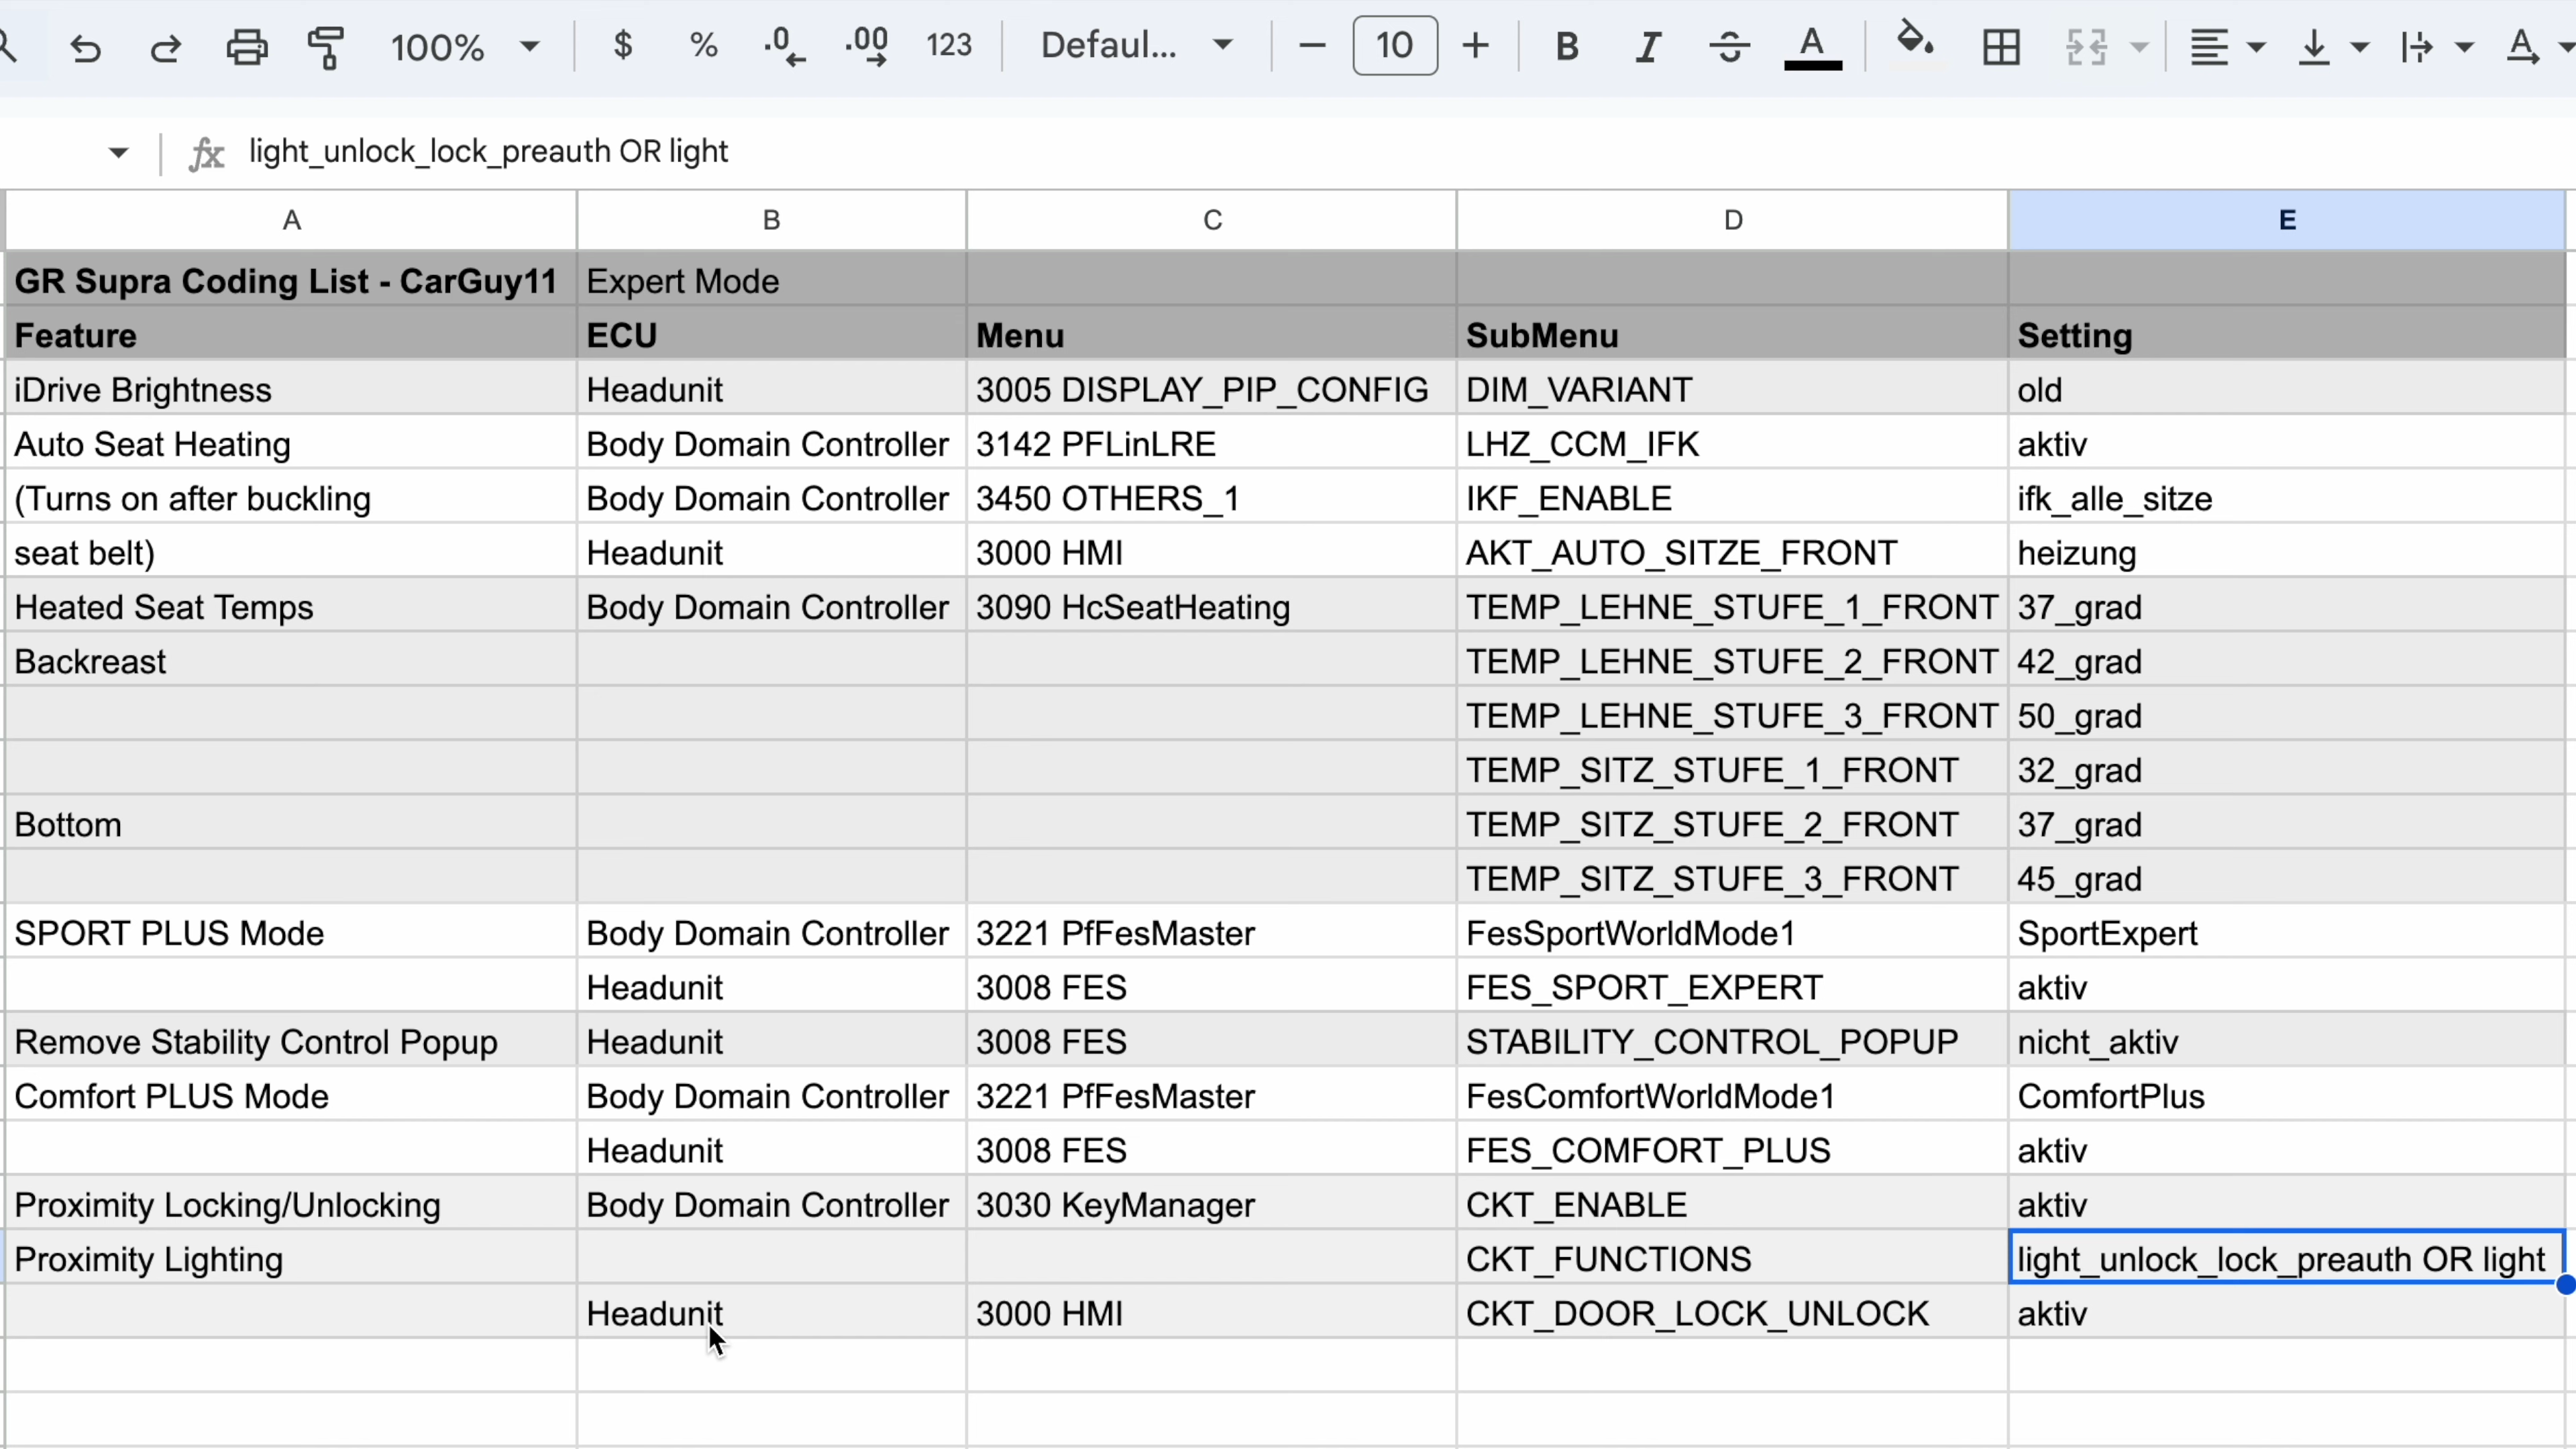 100% $ % .0 .00 123 Defaul... 10 B I A A
fx light_unlock_lock_preauth OR light
A B C D E
GR Supra Coding List - CarGuy11 Expert Mode
Feature ECU Menu SubMenu Setting
iDrive Brightness Headunit 3005 DISPLAY_PIP_CONFIG DIM_VARIANT old
Auto Seat Heating Body Domain Controller 3142 PFLinLRE LHZ_CCM_IFK aktiv
(Turns on after buckling Body Domain Controller 3450 OTHERS_1 IKF_ENABLE ifk_alle_sitze
seat belt) Headunit 3000 HMI AKT_AUTO_SITZE_FRONT heizung
Heated Seat Temps Body Domain Controller 3090 HcSeatHeating TEMP_LEHNE_STUFE_1_FRONT 37_grad
Backreast TEMP_LEHNE_STUFE_2_FRONT 42_grad
TEMP_LEHNE_STUFE_3_FRONT 50_grad
TEMP_SITZ_STUFE_1_FRONT 32_grad
Bottom TEMP_SITZ_STUFE_2_FRONT 37_grad
TEMP_SITZ_STUFE_3_FRONT 45_grad
SPORT PLUS Mode Body Domain Controller 3221 PfFesMaster FesSportWorldMode1 SportExpert
Headunit 3008 FES FES_SPORT_EXPERT aktiv
Remove Stability Control Popup Headunit 3008 FES STABILITY_CONTROL_POPUP nicht_aktiv
Comfort PLUS Mode Body Domain Controller 3221 PfFesMaster FesComfortWorldMode1 ComfortPlus
Headunit 3008 FES FES_COMFORT_PLUS aktiv
Proximity Locking/Unlocking Body Domain Controller 3030 KeyManager CKT_ENABLE aktiv
Proximity Lighting CKT_FUNCTIONS light_unlock_lock_preauth OR light
Headunit 3000 HMI CKT_DOOR_LOCK_UNLOCK aktiv